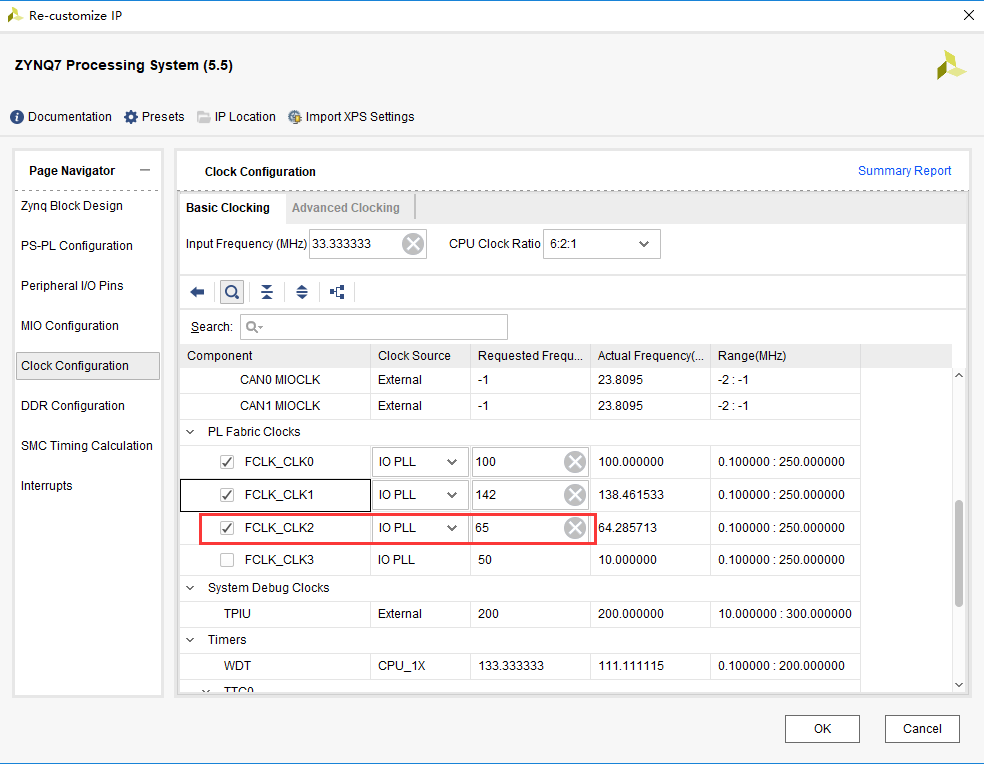 Re-customize IP
ZYNQ7 Processing System (5.5)
Documentation Presets IP Location Import XPS Settings
Page Navigator
Zynq Block Design
PS-PL Configuration
Peripheral I/O Pins
MIO Configuration
Clock Configuration
DDR Configuration
SMC Timing Calculation
Interrupts
Clock Configuration Summary Report
Basic Clocking Advanced Clocking
Input Frequency (MHz) 33.333333 CPU Clock Ratio 6:2:1
Search:
Component Clock Source Requested Frequ... Actual Frequency(... Range(MHz)
CAN0 MIOCLK External -1 23.8095 -2 : -1
CAN1 MIOCLK External -1 23.8095 -2 : -1
PL Fabric Clocks
FCLK_CLK0 IO PLL 100 100.000000 0.100000 : 250.000000
FCLK_CLK1 IO PLL 142 138.461533 0.100000 : 250.000000
FCLK_CLK2 IO PLL 65 64.285713 0.100000 : 250.000000
FCLK_CLK3 IO PLL 50 10.000000 0.100000 : 250.000000
System Debug Clocks
TPIU External 200 200.000000 10.000000 : 300.000000
Timers
WDT CPU_1X 133.333333 111.111115 0.100000 : 200.000000
TTC0
OK Cancel